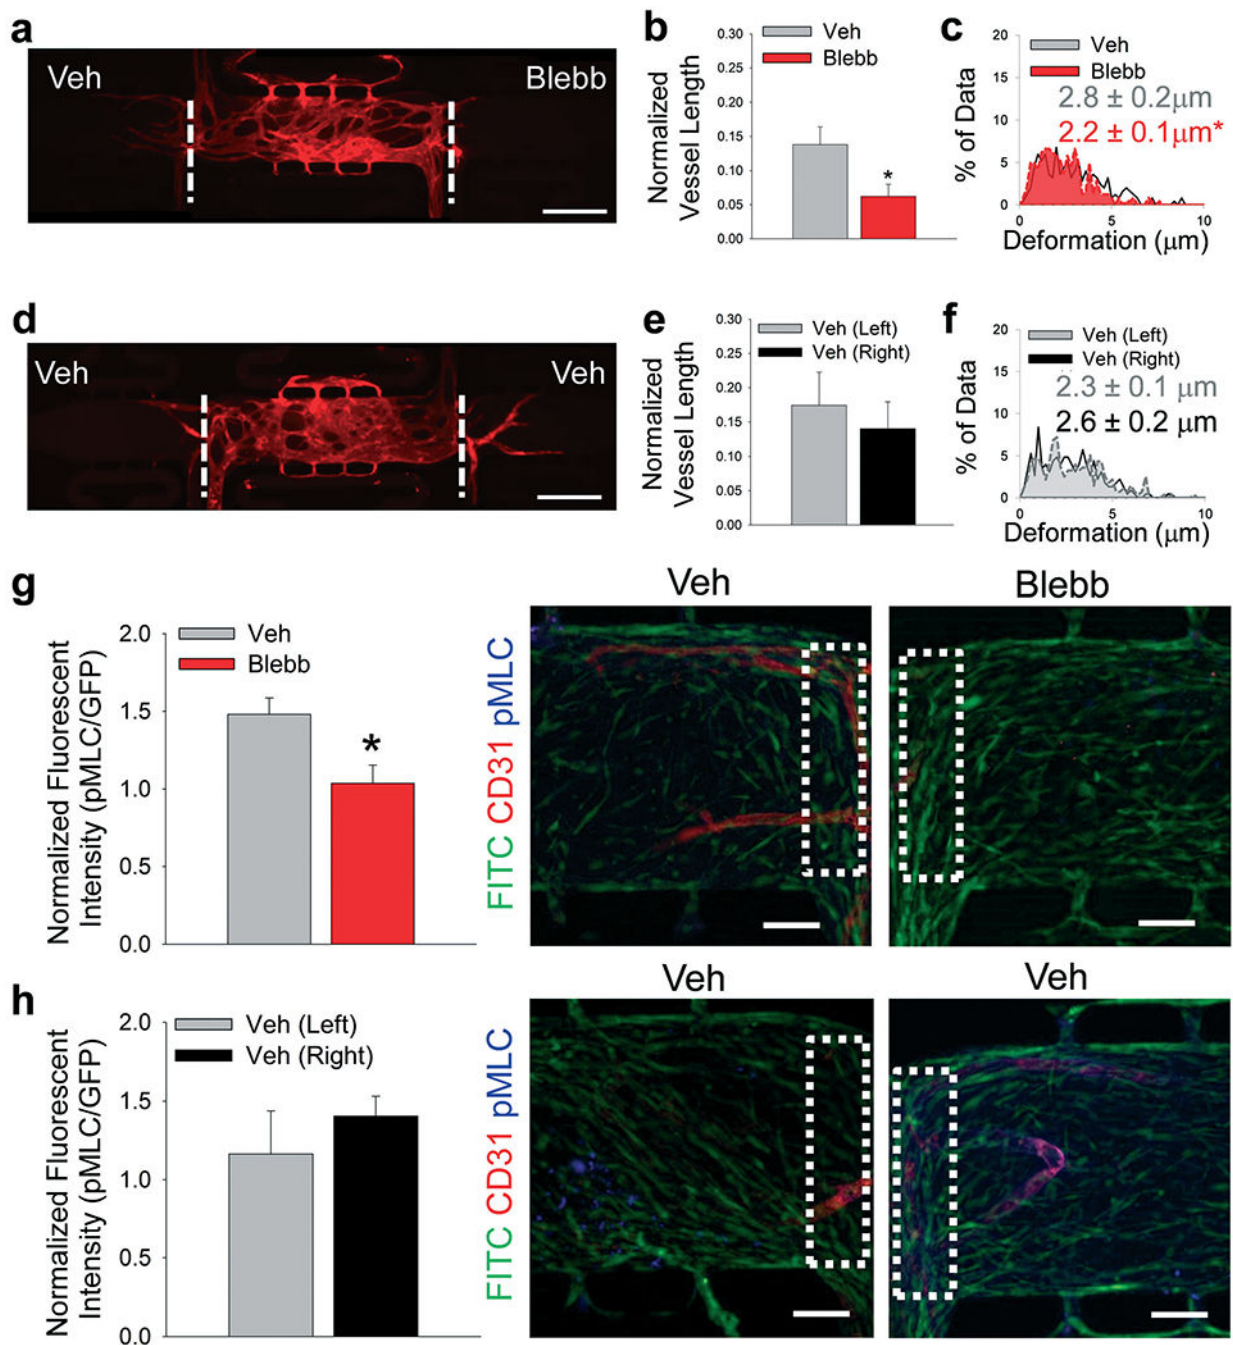 a
Veh
Blebb
b
Normalized
Vessel Length
0.30
0.25
0.20
0.15
0.10
0.05
0.00
Veh
Blebb
*
c
% of Data
20
15
10
5
0
Veh
Blebb
2.8 ± 0.2μm
2.2 ± 0.1μm*
0 5 10
Deformation (μm)
d
Veh
Veh
e
Normalized
Vessel Length
0.30
0.25
0.20
0.15
0.10
0.05
0.00
Veh (Left)
Veh (Right)
f
% of Data
20
15
10
5
0
Veh (Left)
Veh (Right)
2.3 ± 0.1 μm
2.6 ± 0.2 μm
0 5 10
Deformation (μm)
g
Normalized Fluorescent
Intensity (pMLC/GFP)
2.0
1.5
1.0
0.5
0.0
Veh
Blebb
*
FITC CD31 pMLC
Veh
Blebb
h
Normalized Fluorescent
Intensity (pMLC/GFP)
2.0
1.5
1.0
0.5
0.0
Veh (Left)
Veh (Right)
FITC CD31 pMLC
Veh
Veh